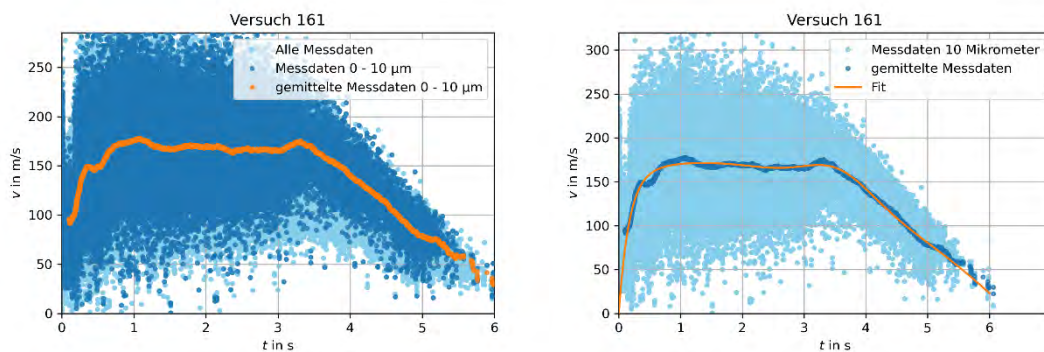 Versuch 161
Alle Messdaten
Messdaten 0 - 10 µm
gemittelte Messdaten 0 - 10 µm
v in m/s
250
200
150
100
50
0
0 1 2 3 4 5 6
t in s
Versuch 161
Messdaten 10 Mikrometer
gemittelte Messdaten
Fit
v in m/s
300
250
200
150
100
50
0
0 1 2 3 4 5 6
t in s